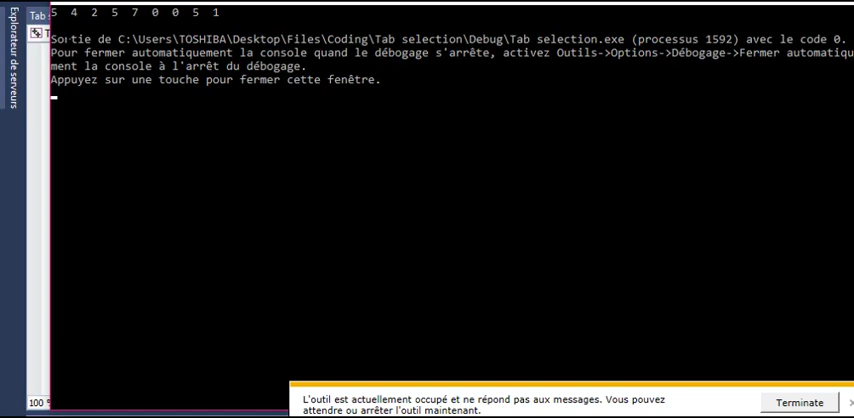 Explorateur de serveurs
Tab s
5 4 2 5 7 0 0 5 1
Sortie de C:\Users\TOSHIBA\Desktop\Files\Coding\Tab selection\Debug\Tab selection.exe (processus 1592) avec le code 0.
Pour fermer automatiquement la console quand le débogage s'arrête, activez Outils->Options->Débogage->Fermer automatiqu
ment la console à l'arrêt du débogage.
Appuyez sur une touche pour fermer cette fenêtre.
100 %
L'outil est actuellement occupé et ne répond pas aux messages. Vous pouvez
attendre ou arrêter l'outil maintenant.
Terminate